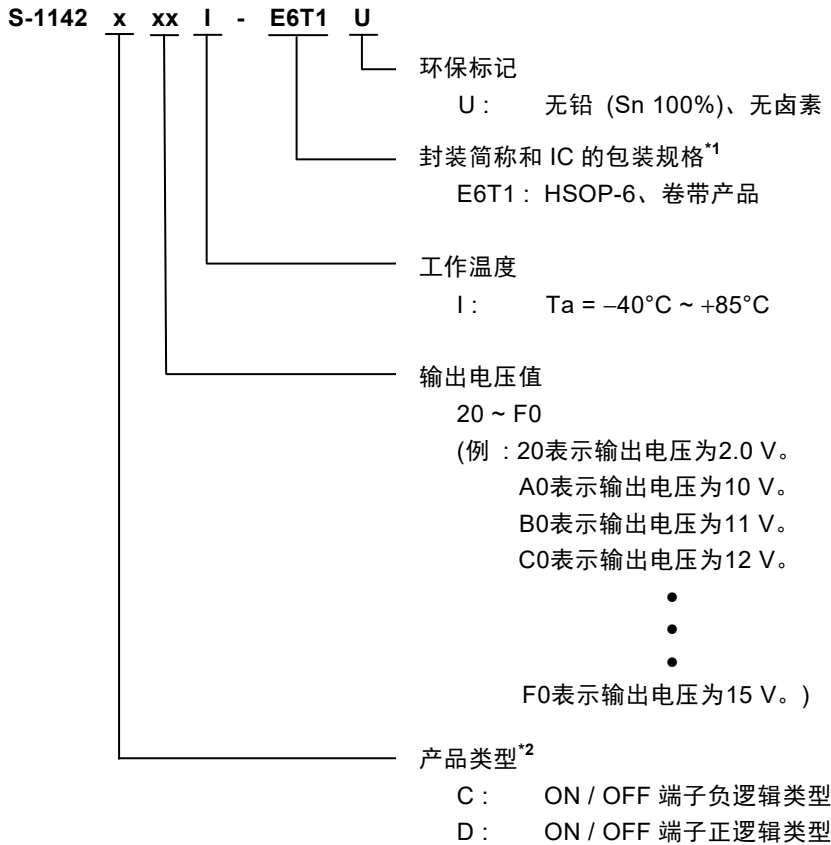 S-1142 x xx I - E6T1 U
环保标记
U : 无铅 (Sn 100%)、无卤素
封装简称和 IC 的包装规格*1
E6T1 : HSOP-6、卷带产品
工作温度
I : Ta = −40°C ~ +85°C
输出电压值
20 ~ F0
(例 : 20表示输出电压为2.0 V。
A0表示输出电压为10 V。
B0表示输出电压为11 V。
C0表示输出电压为12 V。
•
•
•
F0表示输出电压为15 V。)
产品类型*2
C : ON / OFF 端子负逻辑类型
D : ON / OFF 端子正逻辑类型